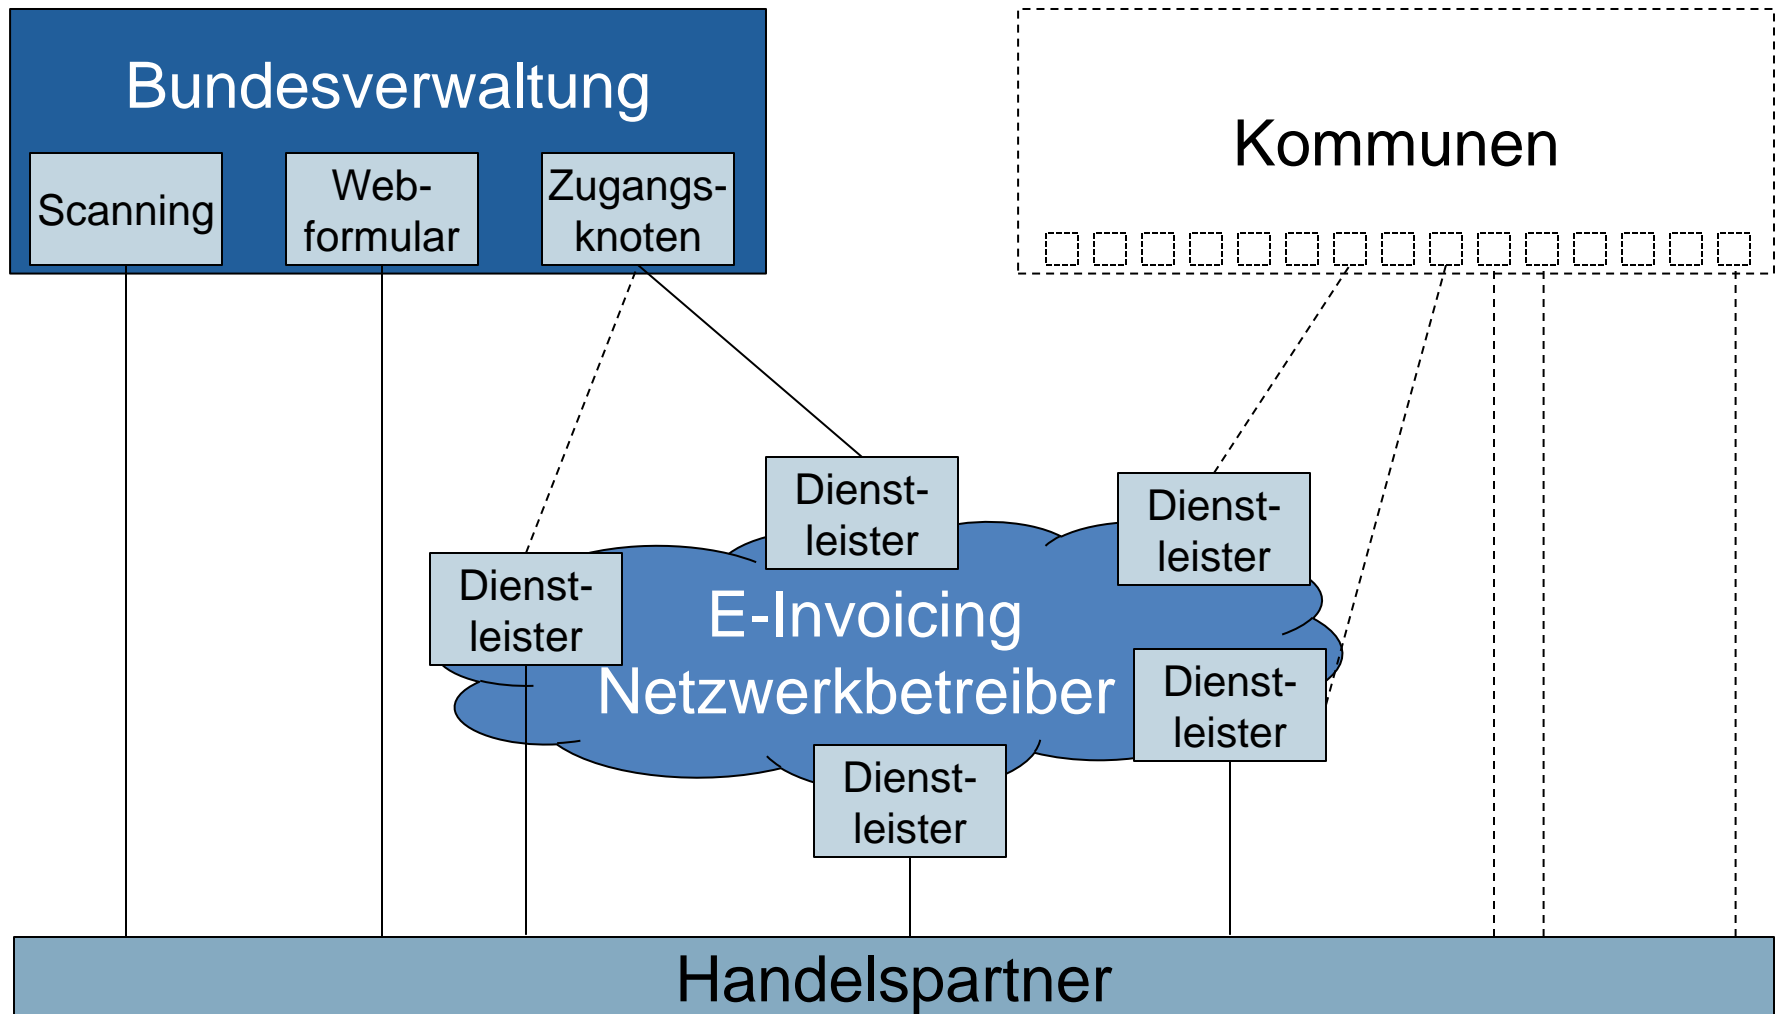 Bundesverwaltung
Scanning
Web-
formular
Zugangs-
knoten
Kommunen
Dienst-
leister
Dienst-
leister
Dienst-
leister
E-Invoicing
Netzwerkbetreiber
Dienst-
leister
Dienst-
leister
Handelspartner